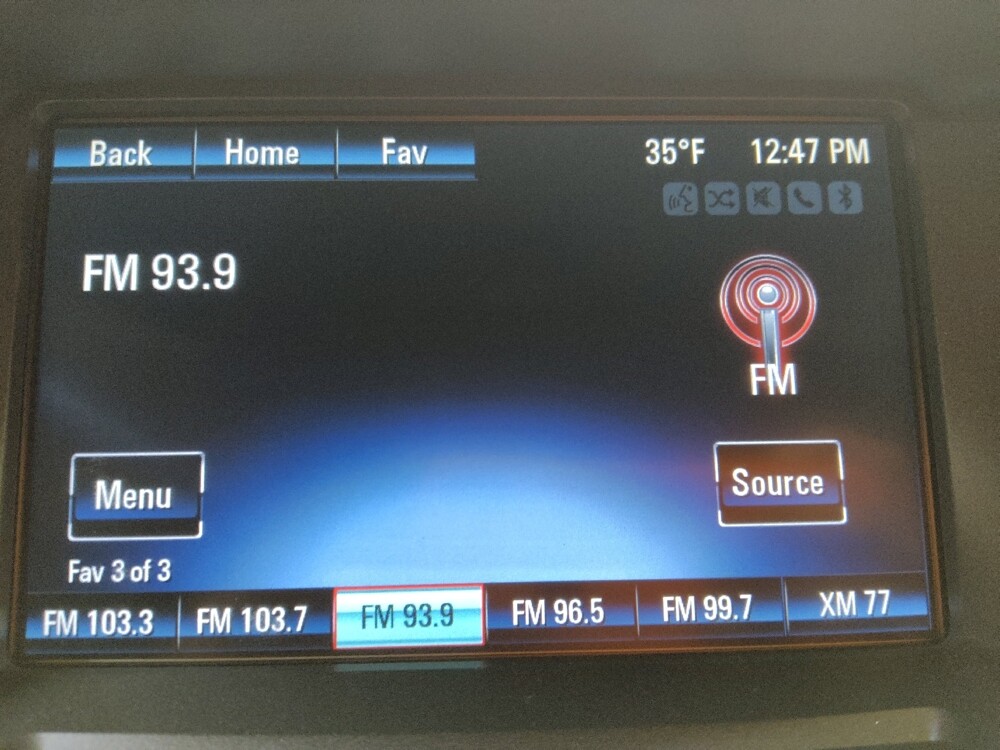 Back Home Fav 35°F 12:47 PM
FM 93.9
FM
Menu Source
Fav 3 of 3
FM 103.3 FM 103.7 FM 93.9 FM 96.5 FM 99.7 XM 77